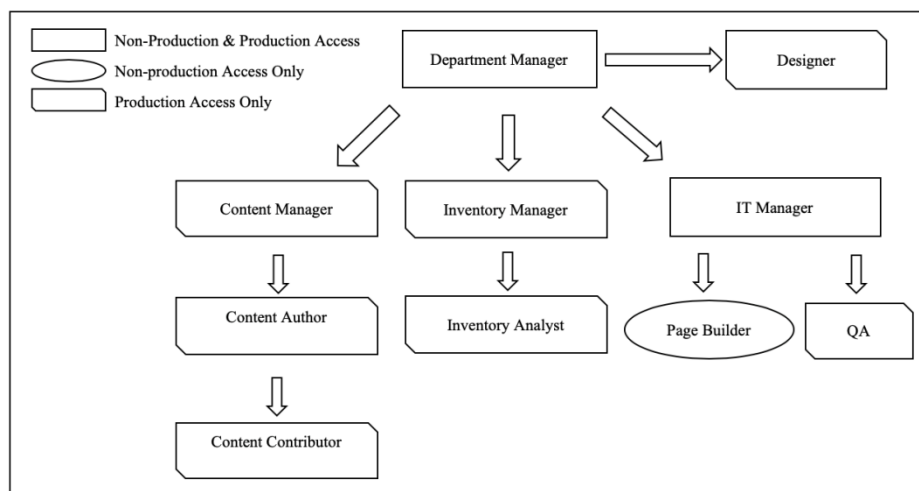 Non-Production & Production Access
Non-production Access Only
Production Access Only
Department Manager
Designer
Content Manager
Inventory Manager
IT Manager
Content Author
Inventory Analyst
Page Builder
QA
Content Contributor